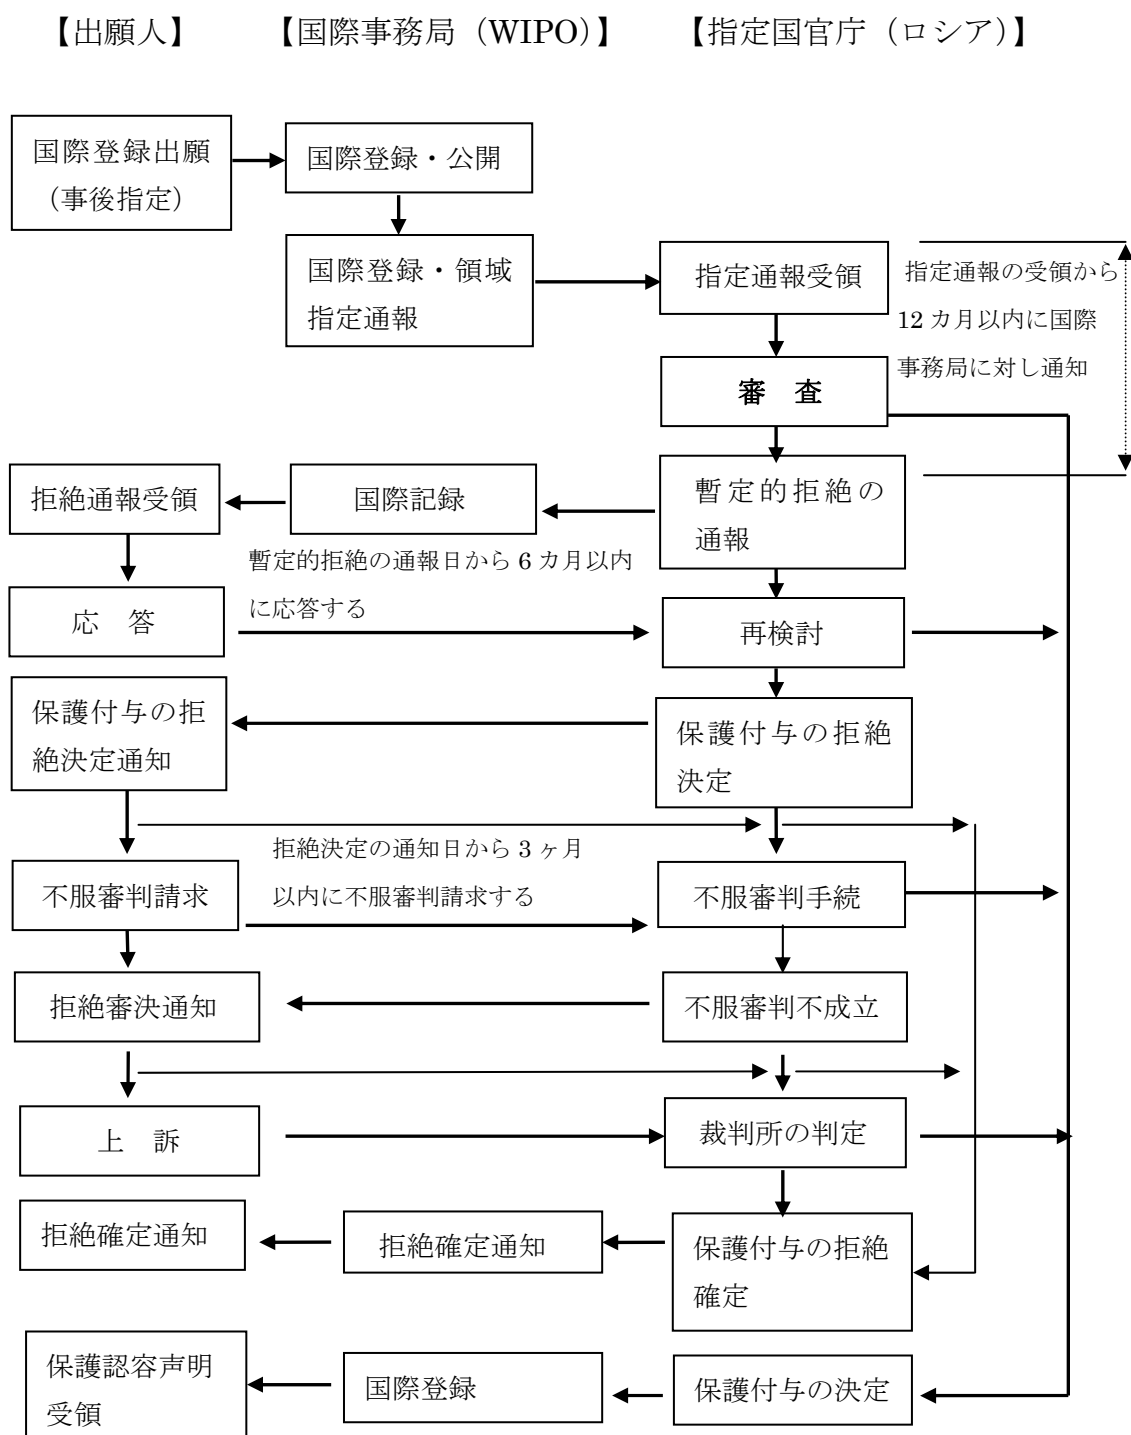 【出願人】 【国際事務局（WIPO）】 【指定国官庁（ロシア）】
国際登録出願
（事後指定）
国際登録・公開
国際登録・領域
指定通報
指定通報受領
指定通報の受領から
12 カ月以内に国際
事務局に対し通知
審 査
暫定的拒絶の
通報
国際記録
拒絶通報受領
暫定的拒絶の通報日から 6 カ月以内
に応答する
応 答
再検討
保護付与の拒
絶決定通知
保護付与の拒絶
決定
拒絶決定の通知日から 3 ヶ月
以内に不服審判請求する
不服審判請求
不服審判手続
拒絶審決通知
不服審判不成立
上 訴
裁判所の判定
拒絶確定通知
拒絶確定通知
保護付与の拒絶
確定
保護認容声明
受領
国際登録
保護付与の決定